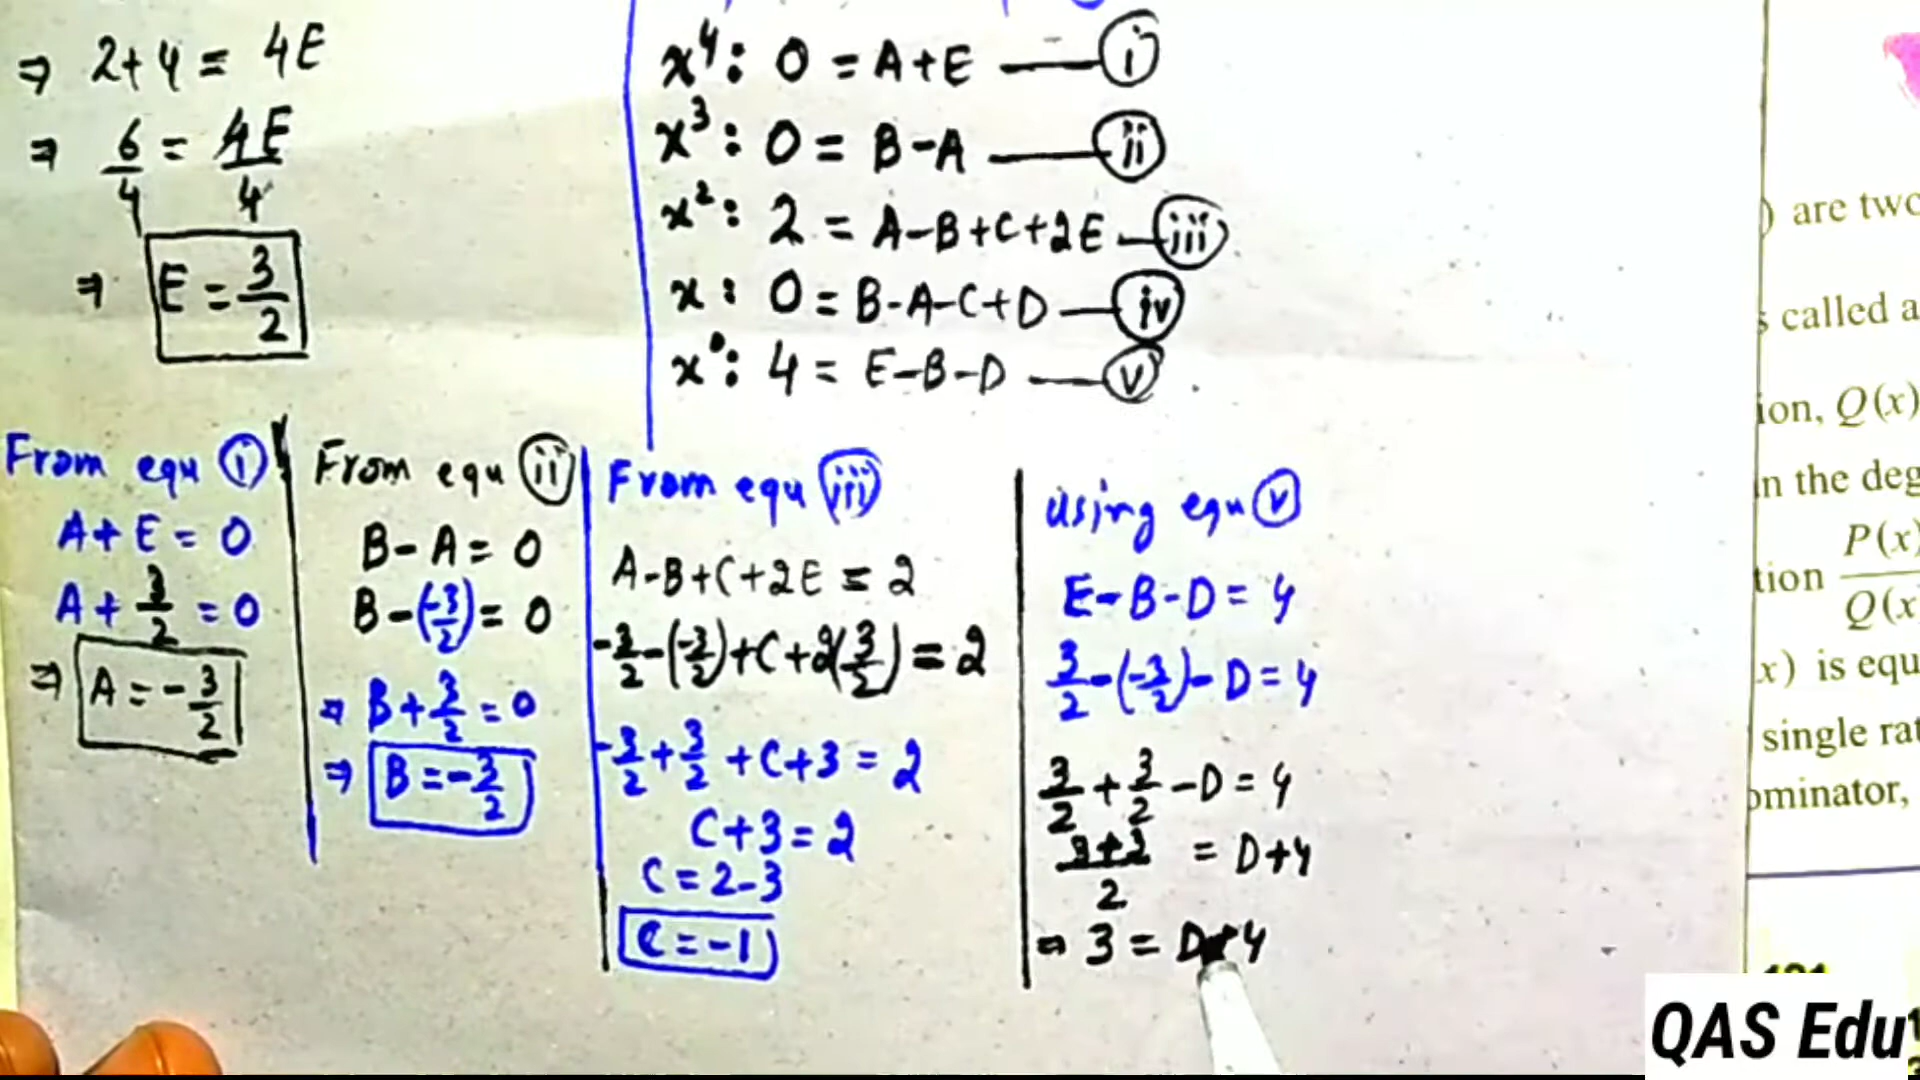 ⇒ 2+4 = 4E
⇒ 6/4 = 4E/4
⇒ E = 3/2
x⁴: 0 = A+E — (i)
x³: 0 = B-A — (ii)
x²: 2 = A-B+C+2E — (iii)
x: 0 = B-A-C+D — (iv)
x⁰: 4 = E-B-D — (v)
From equ (i)
A+E = 0
A + 3/2 = 0
⇒ A = -3/2
From equ (ii)
B-A = 0
B-(-3/2) = 0
⇒ B + 3/2 = 0
⇒ B = -3/2
From equ (iii)
A-B+C+2E = 2
-3/2-(-3/2)+C+2(3/2) = 2
-3/2+3/2+C+3 = 2
C+3 = 2
C = 2-3
C = -1
using equ (v)
E-B-D = 4
3/2-(-3/2)-D = 4
3/2+3/2-D = 4
3+3/2 = D+4
⇒ 3 = D+4
) are two
called a
ion, Q(x)
n the deg
tion P(x)/Q(x
x) is equ
single rat
ominator,
QAS Edu